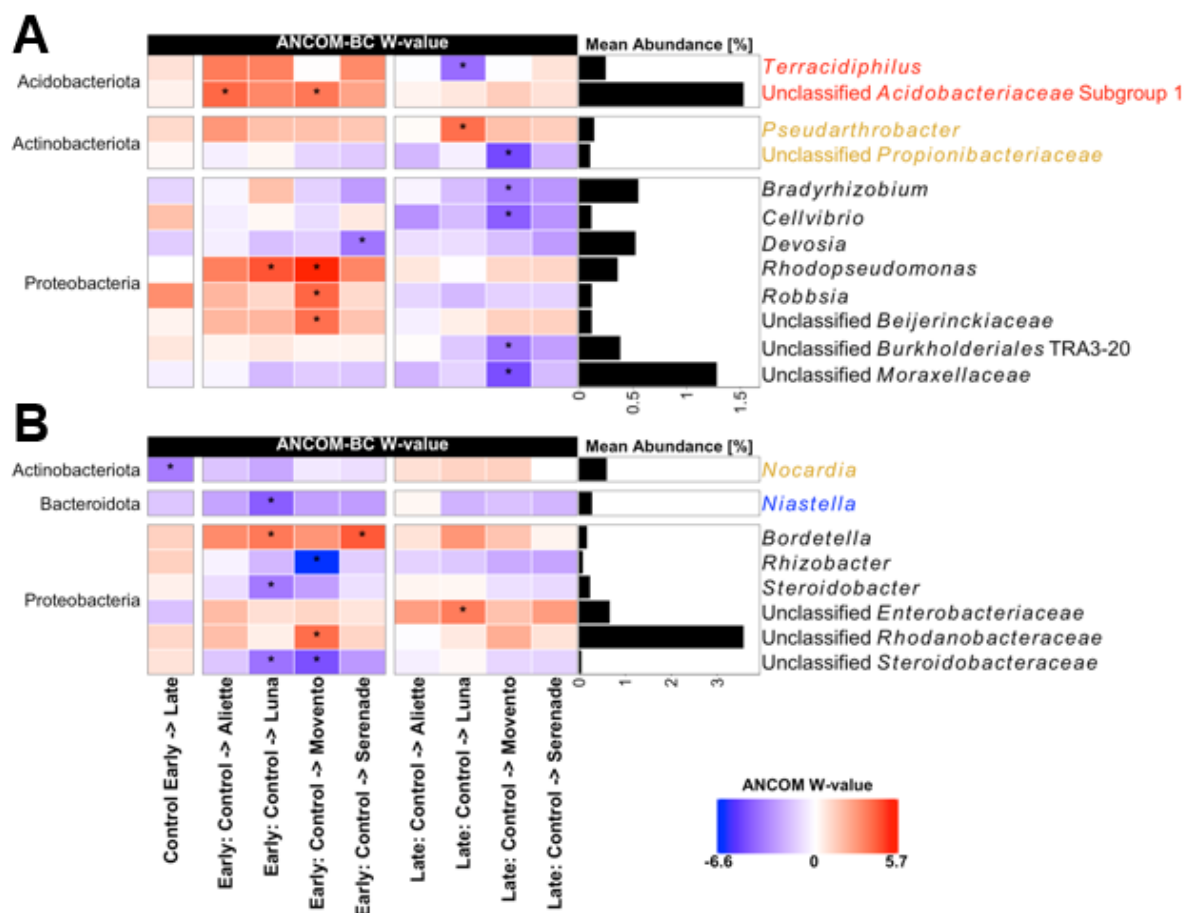 A
ANCOM-BC W-value
Mean Abundance [%]
Acidobacteriota
*
Terracidiphilus
* *
Unclassified Acidobacteriaceae Subgroup 1
Actinobacteriota
*
Pseudarthrobacter
*
Unclassified Propionibacteriaceae
Proteobacteria
*
Bradyrhizobium
*
Cellvibrio
*
Devosia
* *
Rhodopseudomonas
*
Robbsia
*
Unclassified Beijerinckiaceae
*
Unclassified Burkholderiales TRA3-20
*
Unclassified Moraxellaceae
0 0.5 1 1.5
B
ANCOM-BC W-value
Mean Abundance [%]
Actinobacteriota
*
Nocardia
Bacteroidota
*
Niastella
Proteobacteria
* *
Bordetella
*
Rhizobacter
*
Steroidobacter
*
Unclassified Enterobacteriaceae
*
Unclassified Rhodanobacteraceae
* *
Unclassified Steroidobacteraceae
0 1 2 3
Control Early -> Late
Early: Control -> Aliette
Early: Control -> Luna
Early: Control -> Movento
Early: Control -> Serenade
Late: Control -> Aliette
Late: Control -> Luna
Late: Control -> Movento
Late: Control -> Serenade
ANCOM W-value
-6.6 0 5.7